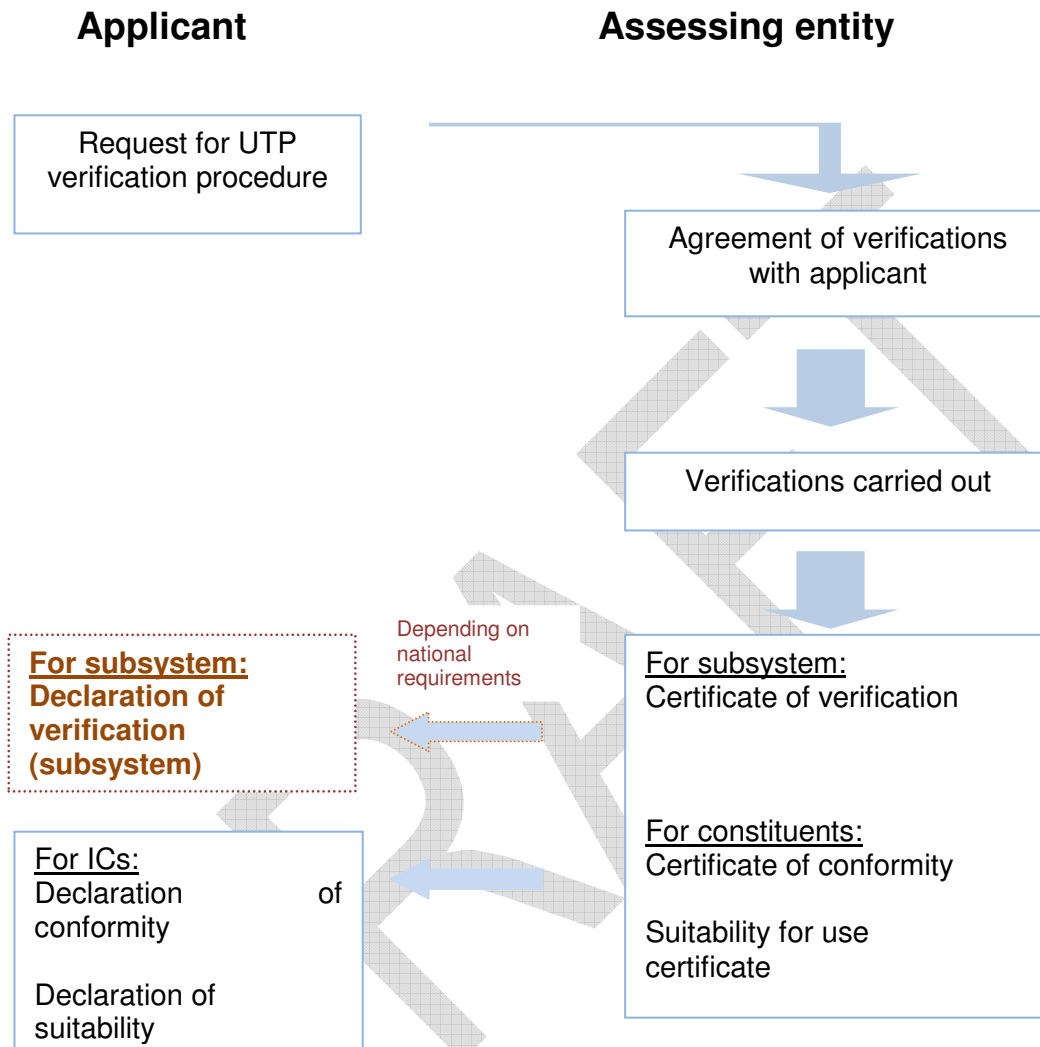 Applicant
Assessing entity
Request for UTP
verification procedure
Agreement of verifications
with applicant
Verifications carried out
Depending on
national
requirements
For subsystem:
Declaration of
verification
(subsystem)
For subsystem:
Certificate of verification
For constituents:
Certificate of conformity
Suitability for use
certificate
For ICs:
Declaration of
conformity
Declaration of
suitability
DRAFT